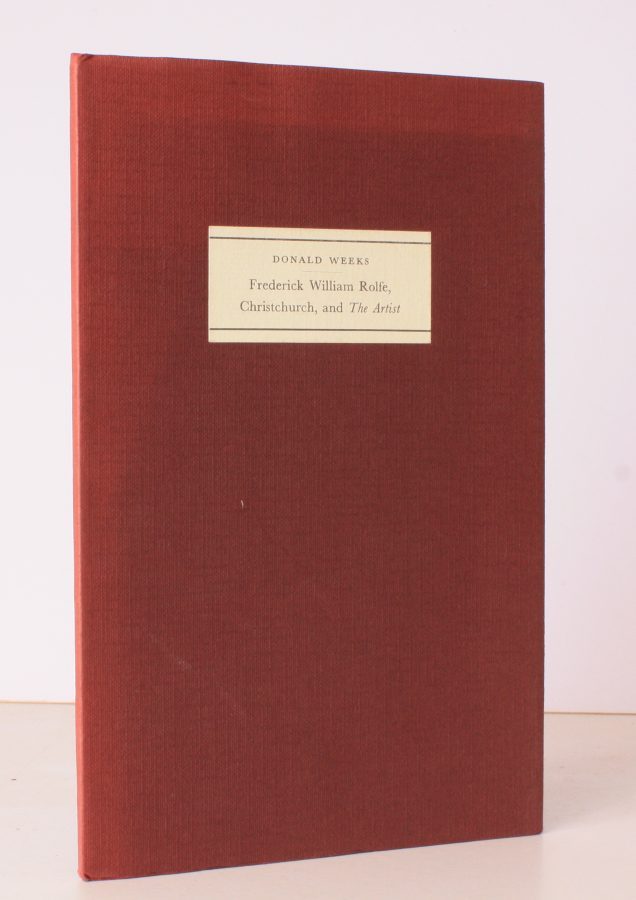 DONALD WEEKS
Frederick William Rolfe,
Christchurch, and The Artist